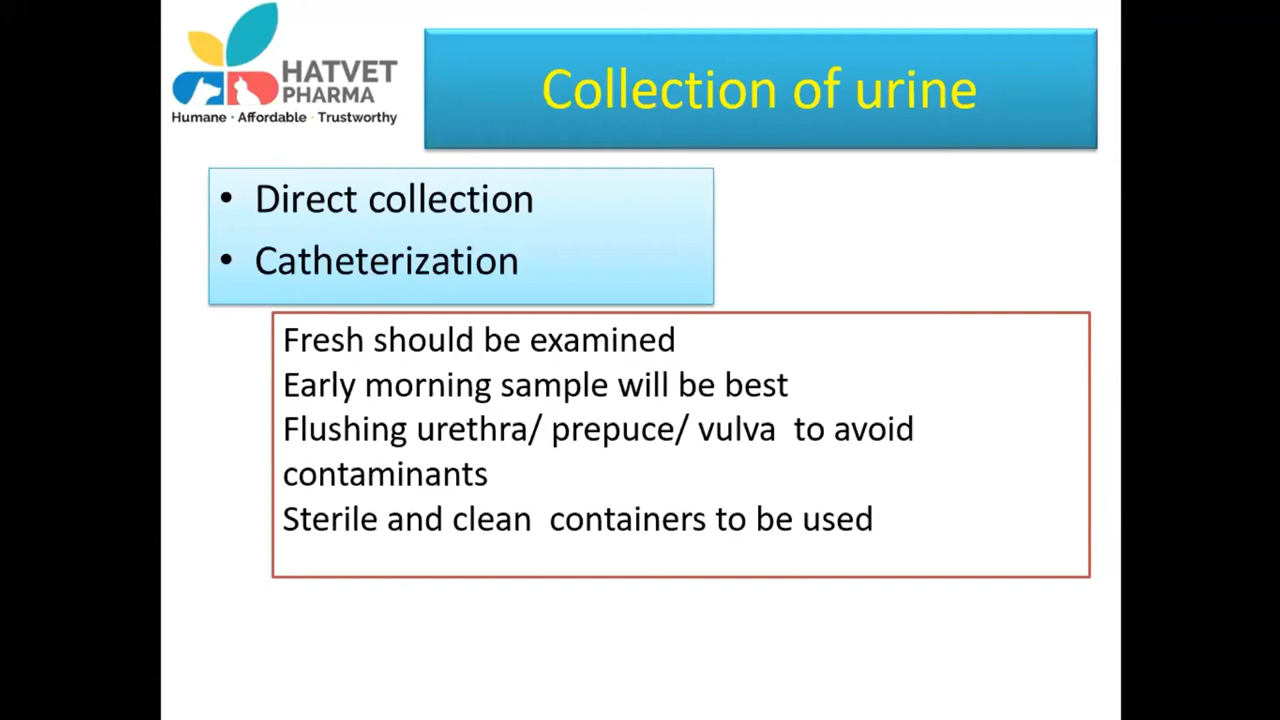 HATVET
PHARMA
Humane · Affordable · Trustworthy
Collection of urine
• Direct collection
• Catheterization
Fresh should be examined
Early morning sample will be best
Flushing urethra/ prepuce/ vulva  to avoid
contaminants
Sterile and clean  containers to be used